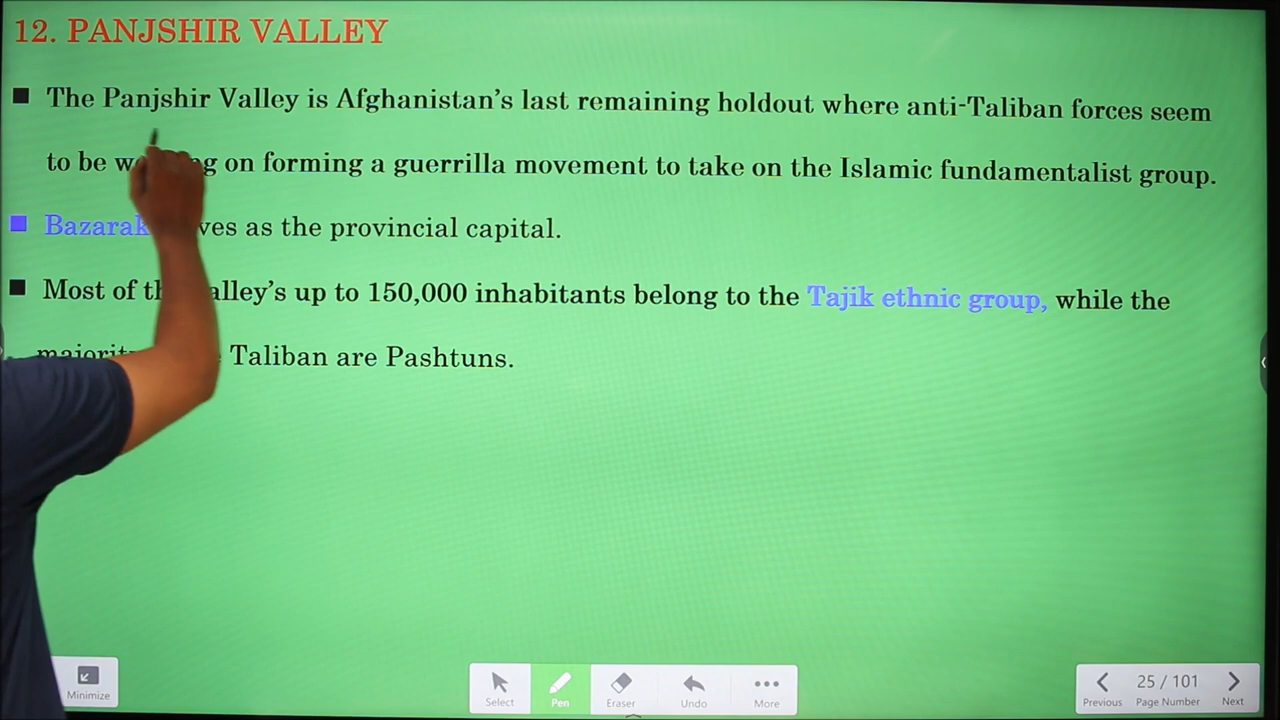 12. PANJSHIR VALLEY
■ The Panjshir Valley is Afghanistan's last remaining holdout where anti-Taliban forces seem
to be on forming a guerrilla movement to take on the Islamic fundamentalist group.
■ Bazarak as the provincial capital.
■ Most of up to 150,000 inhabitants belong to the Tajik ethnic group, while the
Taliban are Pashtuns.
Minimize
Select Pen Eraser Undo More
25 / 101
Previous Page Number Next